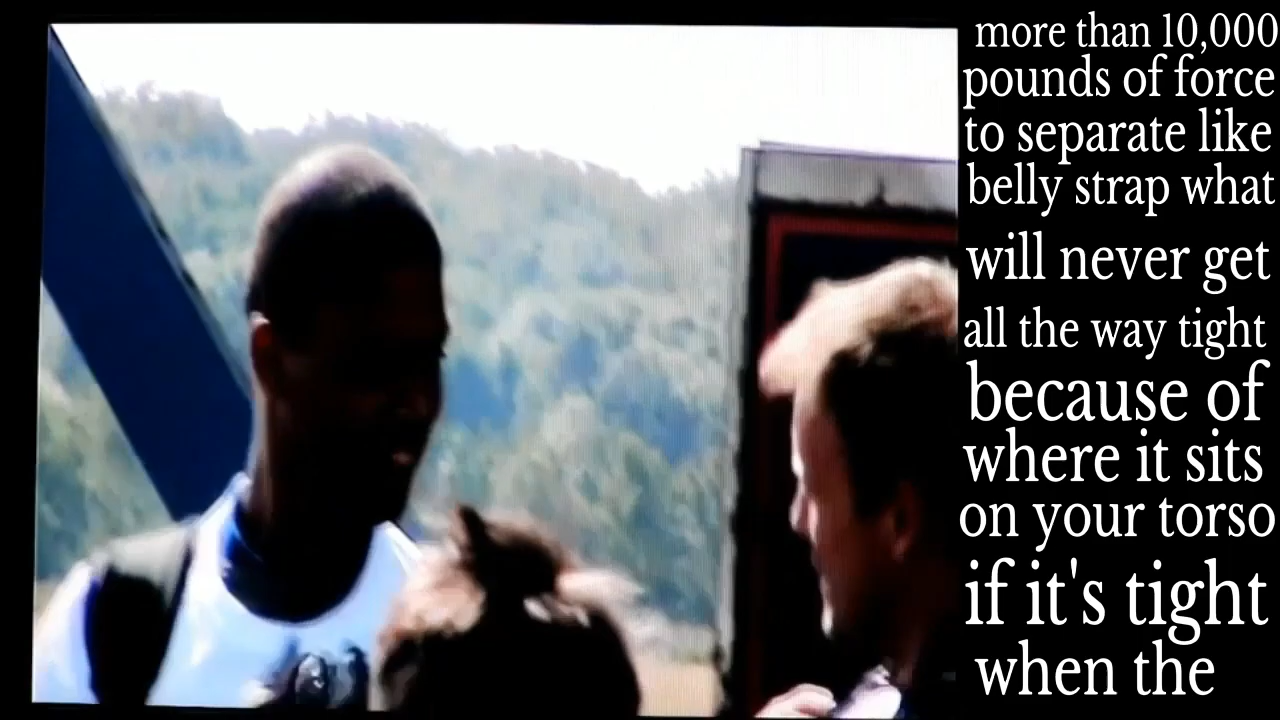 more than 10,000
pounds of force
to separate like
belly strap what
will never get
all the way tight
because of
where it sits
on your torso
if it's tight
when the